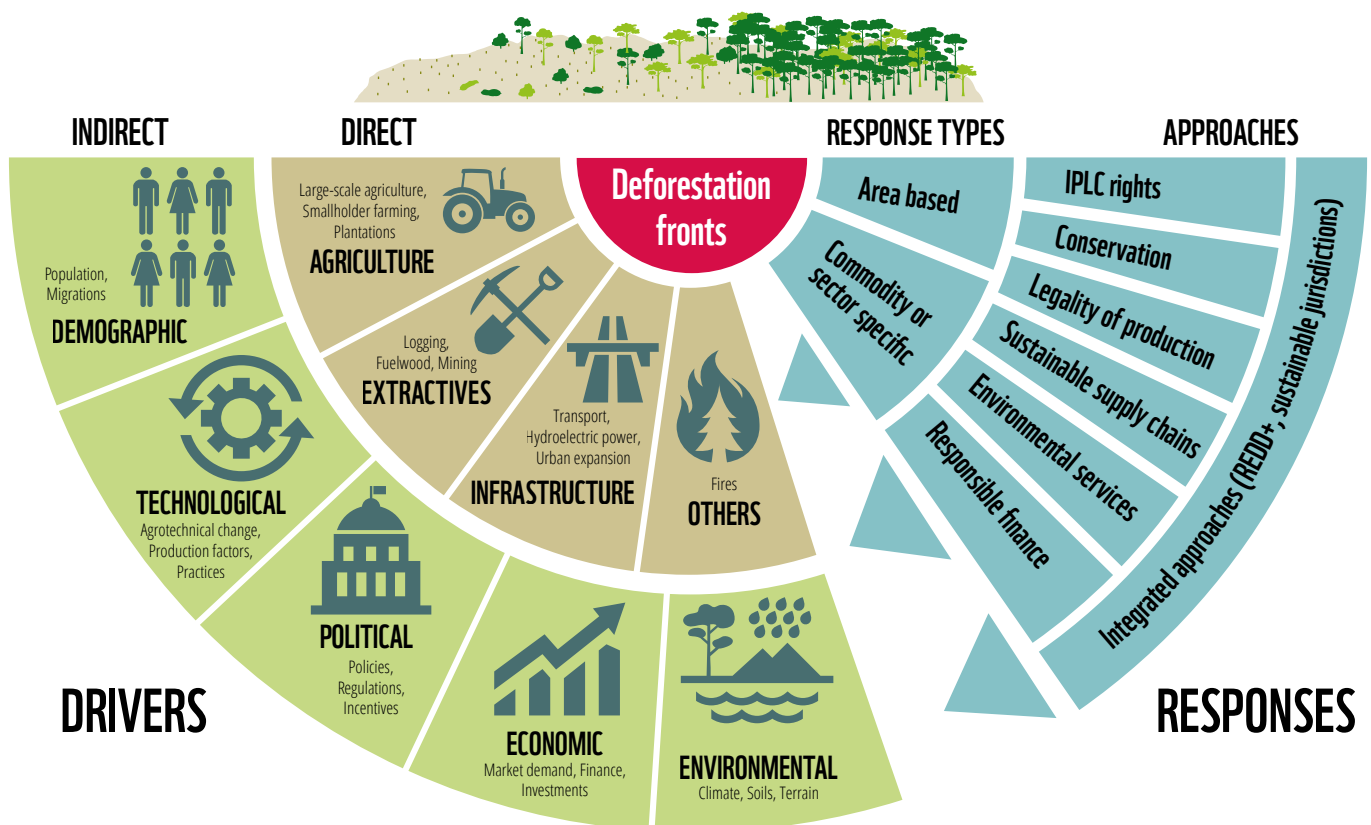 INDIRECT
DIRECT
RESPONSE TYPES
APPROACHES
Deforestation
fronts
Population,
Migrations
DEMOGRAPHIC
TECHNOLOGICAL
Agrotechnical change,
Production factors,
Practices
POLITICAL
Policies,
Regulations,
Incentives
ECONOMIC
Market demand, Finance,
Investments
ENVIRONMENTAL
Climate, Soils, Terrain
Large-scale agriculture,
Smallholder farming,
Plantations
AGRICULTURE
Logging,
Fuelwood, Mining
EXTRACTIVES
Transport,
Hydroelectric power,
Urban expansion
INFRASTRUCTURE
Fires
OTHERS
Area based
Commodity or
sector specific
IPLC rights
Conservation
Legality of production
Sustainable supply chains
Environmental services
Responsible finance
Integrated approaches (REDD+, sustainable jurisdictions)
DRIVERS
RESPONSES